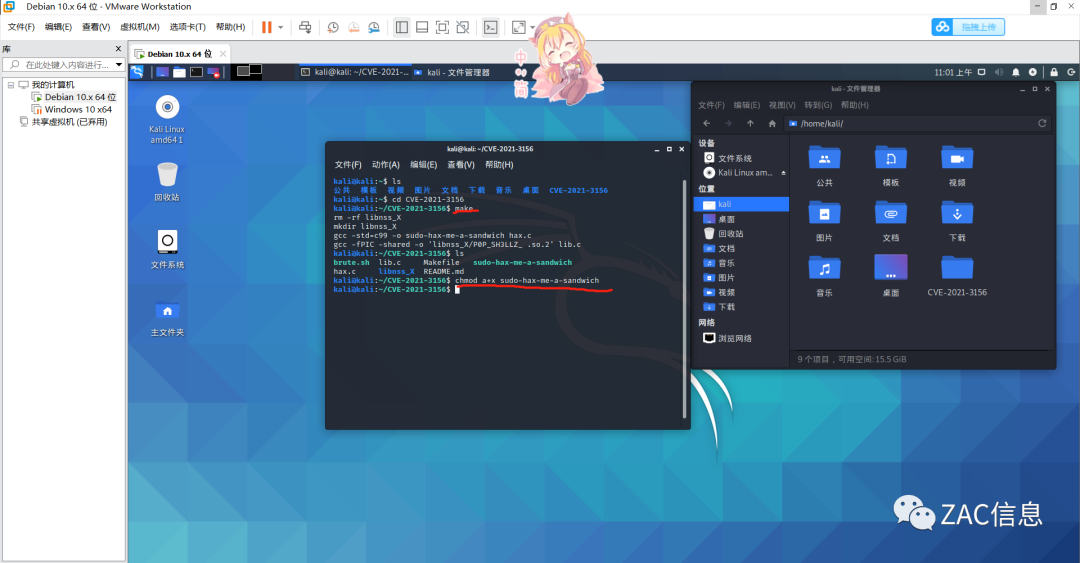 Debian 10.x 64 位 - VMware Workstation
文件(F) 编辑(E) 查看(V) 虚拟机(M) 选项卡(T) 帮助(H)
拖拽上传
中 简
库
在此处键入内容进行...
我的计算机
Debian 10.x 64 位
Windows 10 x64
共享虚拟机 (已弃用)
Debian 10.x 64 位
kali@kali: ~/CVE-2021-...
kali - 文件管理器
11:01 上午
Kali Linux
amd64 1
回收站
文件系统
主文件夹
kali@kali: ~/CVE-2021-3156
文件(F) 动作(A) 编辑(E) 查看(V) 帮助(H)
kali@kali:~$ ls
公共 模板 视频 图片 文档 下载 音乐 桌面 CVE-2021-3156
kali@kali:~$ cd CVE-2021-3156
kali@kali:~/CVE-2021-3156$ make
rm -rf libnss_X
mkdir libnss_X
gcc -std=c99 -o sudo-hax-me-a-sandwich hax.c
gcc -fPIC -shared -o 'libnss_X/P0P_SH3LLZ_ .so.2' lib.c
kali@kali:~/CVE-2021-3156$ ls
brute.sh lib.c Makefile sudo-hax-me-a-sandwich
hax.c libnss_X README.md
kali@kali:~/CVE-2021-3156$ chmod a+x sudo-hax-me-a-sandwich
kali@kali:~/CVE-2021-3156$
kali - 文件管理器
文件(F) 编辑(E) 视图(V) 转到(G) 帮助(H)
/home/kali/
设备
文件系统
Kali Linux am...
位置
kali
桌面
回收站
文档
音乐
图片
视频
下载
网络
浏览网络
公共
模板
视频
图片
文档
下载
音乐
桌面
CVE-2021-3156
9 个项目，可用空间: 15.5 GiB
ZAC信息